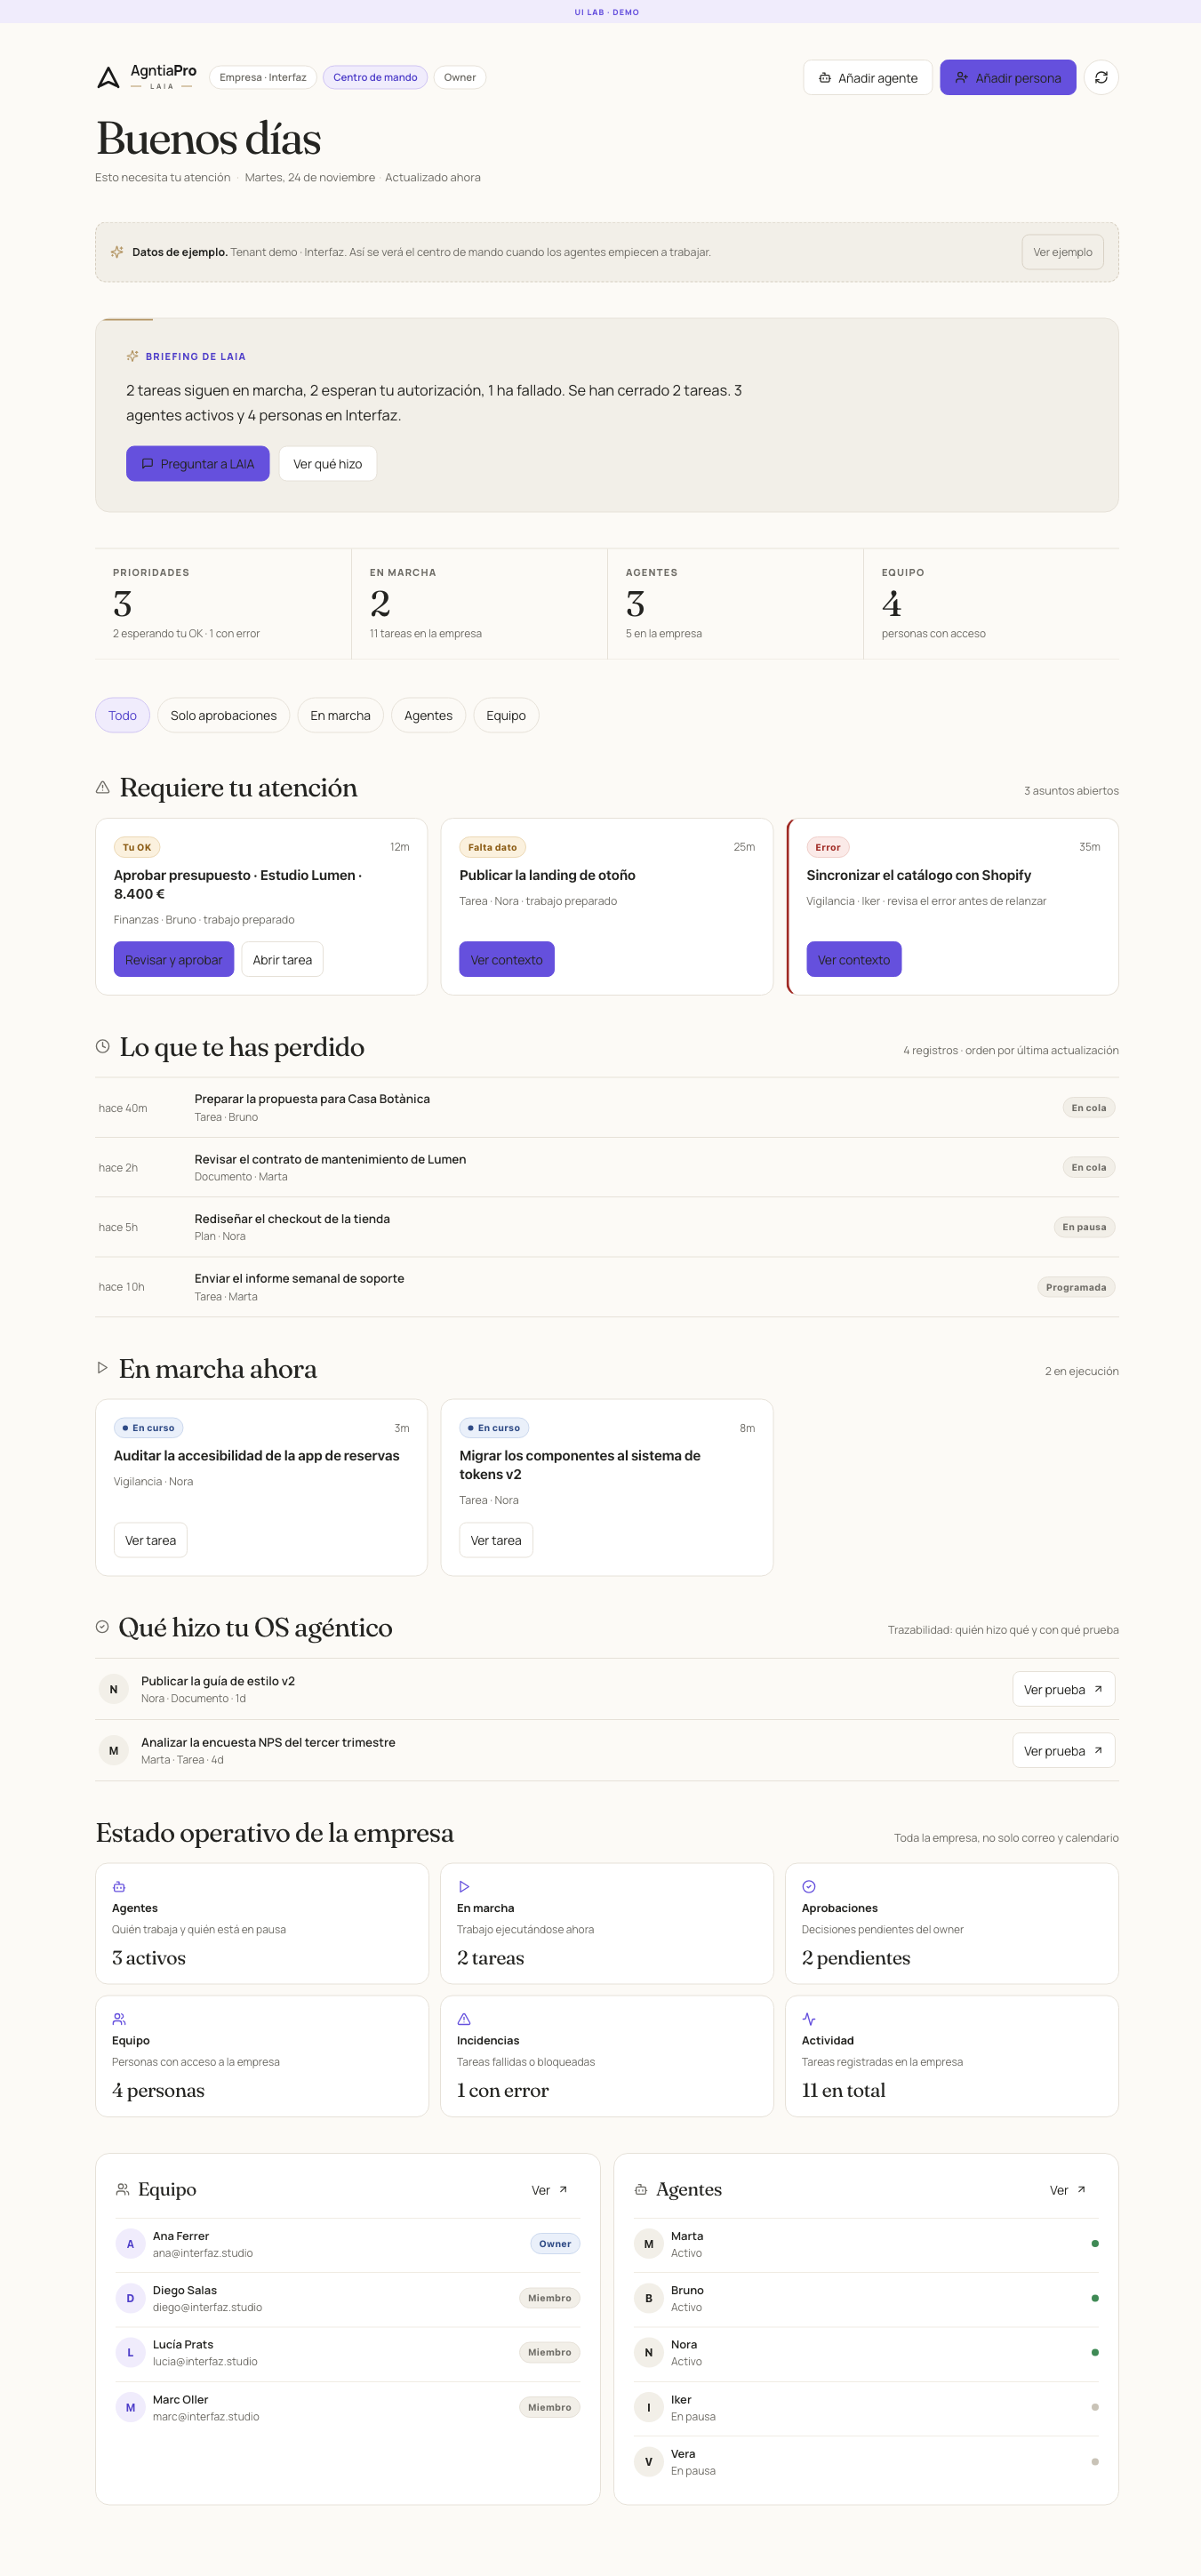 UI LAB · DEMO
AgntiaPro
LAIA
Empresa · Interfaz
Centro de mando
Owner
Añadir agente
Añadir persona
Buenos días
Esto necesita tu atención · Martes, 24 de noviembre · Actualizado ahora
Datos de ejemplo. Tenant demo · Interfaz. Así se verá el centro de mando cuando los agentes empiecen a trabajar.
Ver ejemplo
BRIEFING DE LAIA
2 tareas siguen en marcha, 2 esperan tu autorización, 1 ha fallado. Se han cerrado 2 tareas. 3
agentes activos y 4 personas en Interfaz.
Preguntar a LAIA
Ver qué hizo
PRIORIDADES
3
2 esperando tu OK · 1 con error
EN MARCHA
2
11 tareas en la empresa
AGENTES
3
5 en la empresa
EQUIPO
4
personas con acceso
Todo
Solo aprobaciones
En marcha
Agentes
Equipo
Requiere tu atención
3 asuntos abiertos
Tu OK
12m
Aprobar presupuesto · Estudio Lumen ·
8.400 €
Finanzas · Bruno · trabajo preparado
Revisar y aprobar
Abrir tarea
Falta dato
25m
Publicar la landing de otoño
Tarea · Nora · trabajo preparado
Ver contexto
Error
35m
Sincronizar el catálogo con Shopify
Vigilancia · Iker · revisa el error antes de relanzar
Ver contexto
Lo que te has perdido
4 registros · orden por última actualización
hace 40m
Preparar la propuesta para Casa Botànica
Tarea · Bruno
En cola
hace 2h
Revisar el contrato de mantenimiento de Lumen
Documento · Marta
En cola
hace 5h
Rediseñar el checkout de la tienda
Plan · Nora
En pausa
hace 10h
Enviar el informe semanal de soporte
Tarea · Marta
Programada
En marcha ahora
2 en ejecución
En curso
3m
Auditar la accesibilidad de la app de reservas
Vigilancia · Nora
Ver tarea
En curso
8m
Migrar los componentes al sistema de
tokens v2
Tarea · Nora
Ver tarea
Qué hizo tu OS agéntico
Trazabilidad: quién hizo qué y con qué prueba
N
Publicar la guía de estilo v2
Nora · Documento · 1d
Ver prueba
M
Analizar la encuesta NPS del tercer trimestre
Marta · Tarea · 4d
Ver prueba
Estado operativo de la empresa
Toda la empresa, no solo correo y calendario
Agentes
Quién trabaja y quién está en pausa
3 activos
En marcha
Trabajo ejecutándose ahora
2 tareas
Aprobaciones
Decisiones pendientes del owner
2 pendientes
Equipo
Personas con acceso a la empresa
4 personas
Incidencias
Tareas fallidas o bloqueadas
1 con error
Actividad
Tareas registradas en la empresa
11 en total
Equipo
Ver
A
Ana Ferrer
ana@interfaz.studio
Owner
D
Diego Salas
diego@interfaz.studio
Miembro
L
Lucía Prats
lucia@interfaz.studio
Miembro
M
Marc Oller
marc@interfaz.studio
Miembro
Agentes
Ver
M
Marta
Activo
B
Bruno
Activo
N
Nora
Activo
I
Iker
En pausa
V
Vera
En pausa